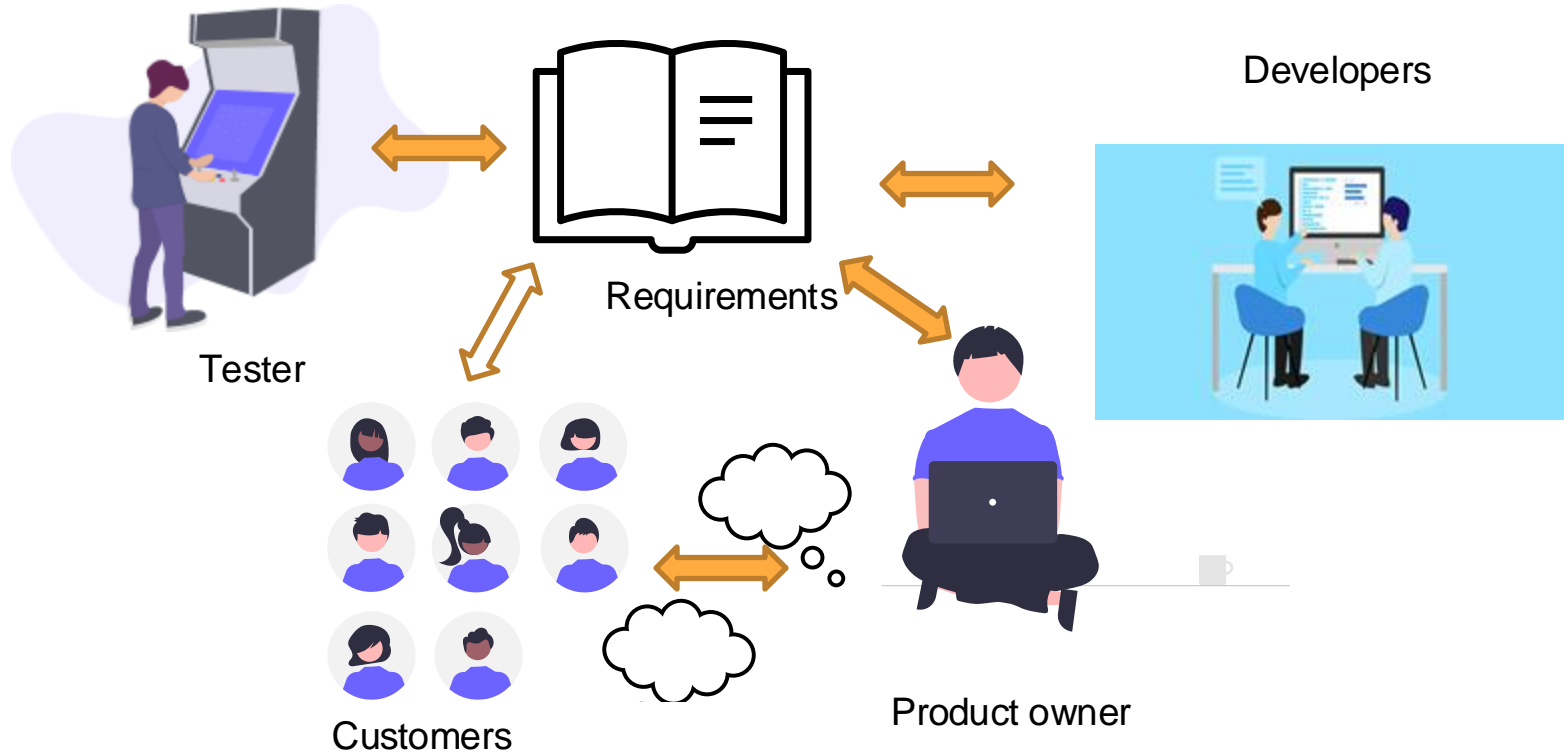 Developers
Requirements
Tester
Product owner
Customers